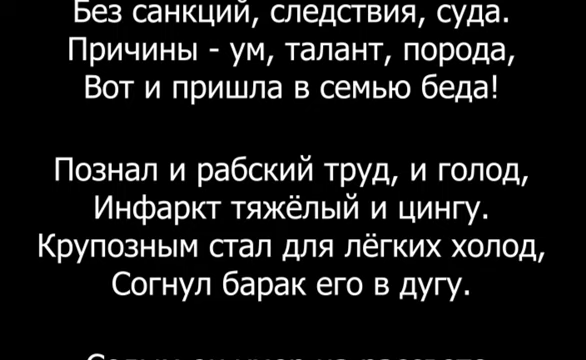 Без санкций, следствия, суда.
Причины - ум, талант, порода,
Вот и пришла в семью беда!
Познал и рабский труд, и голод,
Инфаркт тяжёлый и цингу.
Крупозным стал для лёгких холод,
Согнул барак его в дугу.